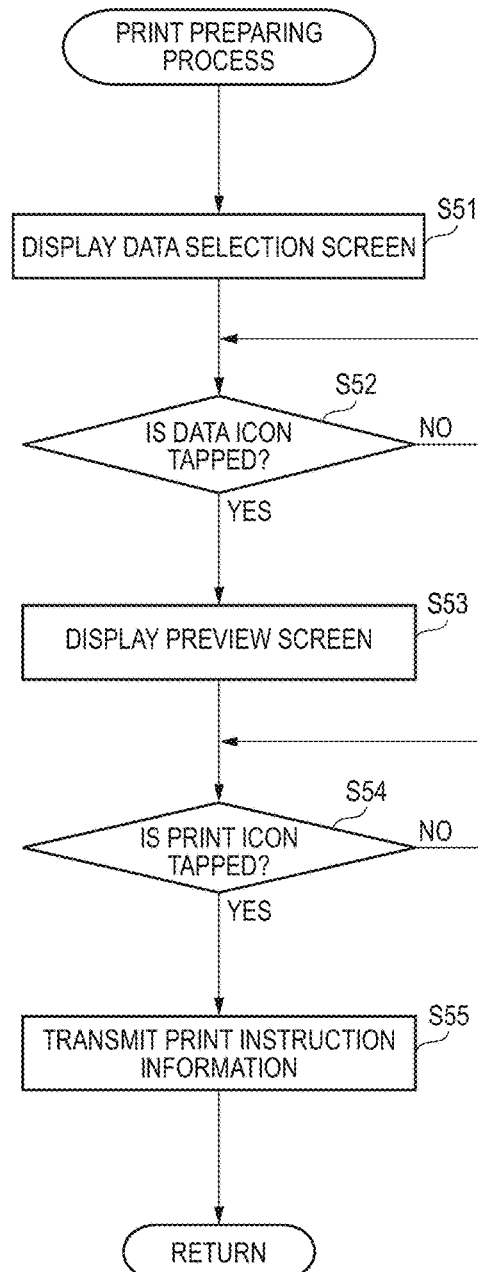 PRINT PREPARING
PROCESS
S51
DISPLAY DATA SELECTION SCREEN
S52
IS DATA ICON
TAPPED?
NO
YES
S53
DISPLAY PREVIEW SCREEN
S54
IS PRINT ICON
TAPPED?
NO
YES
S55
TRANSMIT PRINT INSTRUCTION
INFORMATION
RETURN